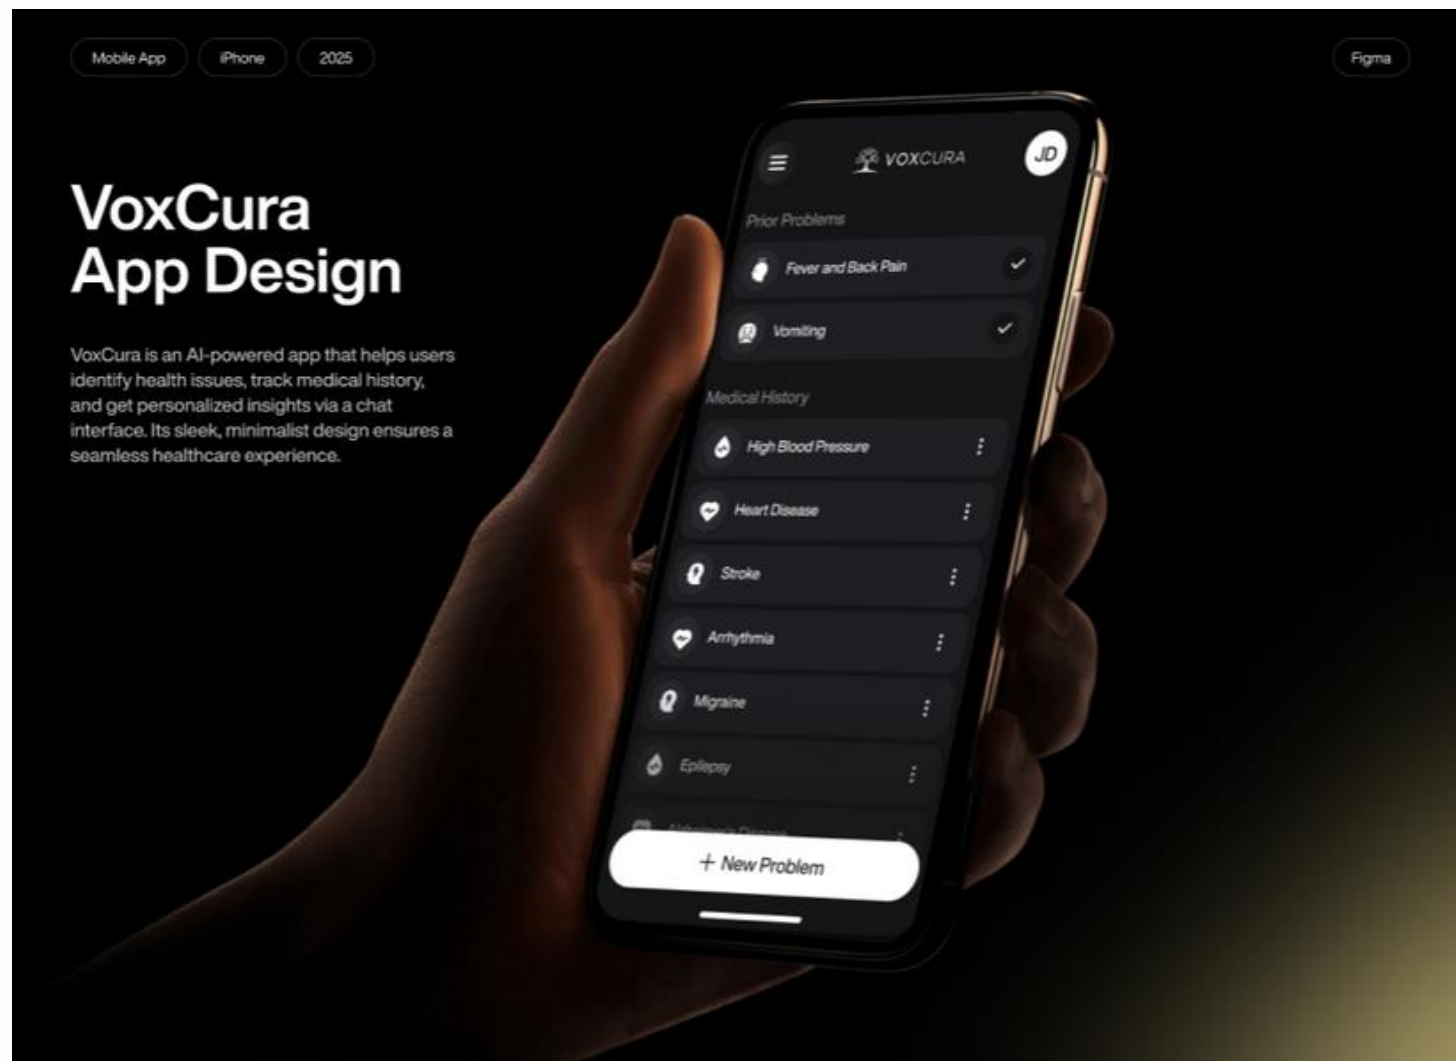 Mobile App
iPhone
2025
Figma
VoxCura
App Design
VoxCura is an AI-powered app that helps users
identify health issues, track medical history,
and get personalized insights via a chat
interface. Its sleek, minimalist design ensures a
seamless healthcare experience.
VOXCURA
JD
Prior Problems
Fever and Back Pain
Vomiting
Medical History
High Blood Pressure
Heart Disease
Stroke
Arrhythmia
Migraine
Epilepsy
+ New Problem